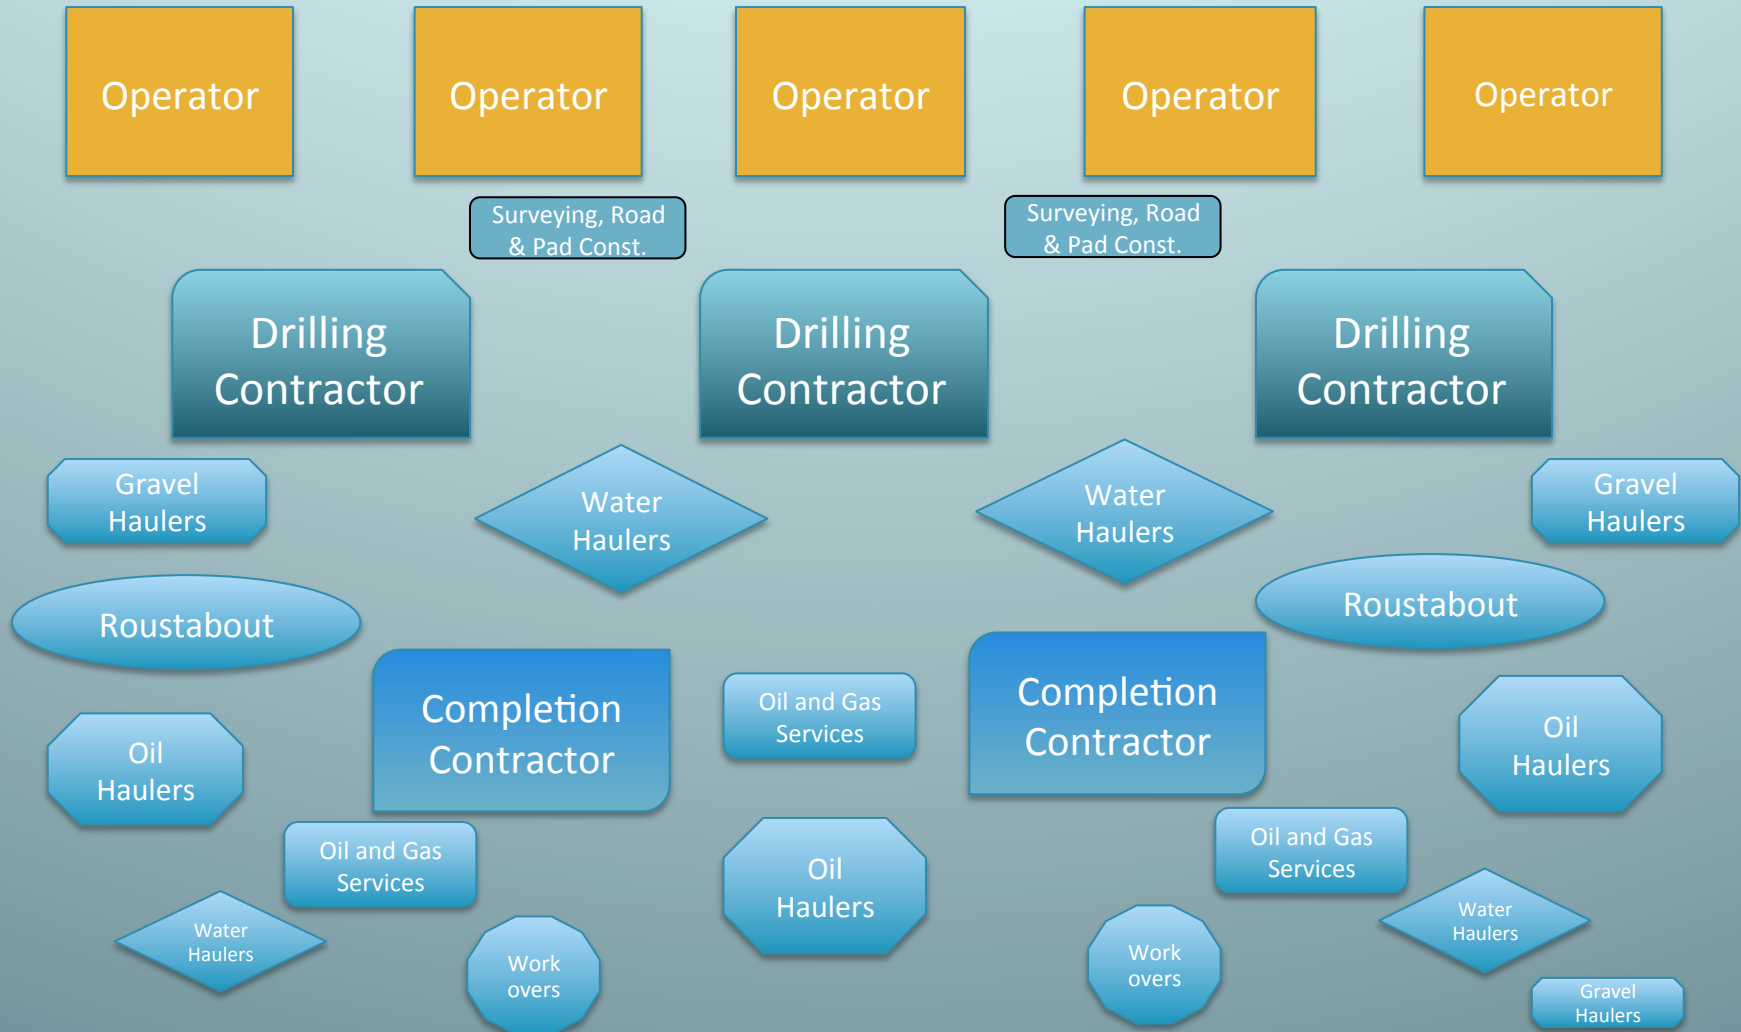 Operator
Operator
Operator
Operator
Operator
Surveying, Road
& Pad Const.
Surveying, Road
& Pad Const.
Drilling
Contractor
Drilling
Contractor
Drilling
Contractor
Gravel
Haulers
Water
Haulers
Water
Haulers
Gravel
Haulers
Roustabout
Roustabout
Completion
Contractor
Oil and Gas
Services
Completion
Contractor
Oil
Haulers
Oil
Haulers
Oil and Gas
Services
Oil
Haulers
Oil and Gas
Services
Water
Haulers
Work
overs
Work
overs
Water
Haulers
Gravel
Haulers